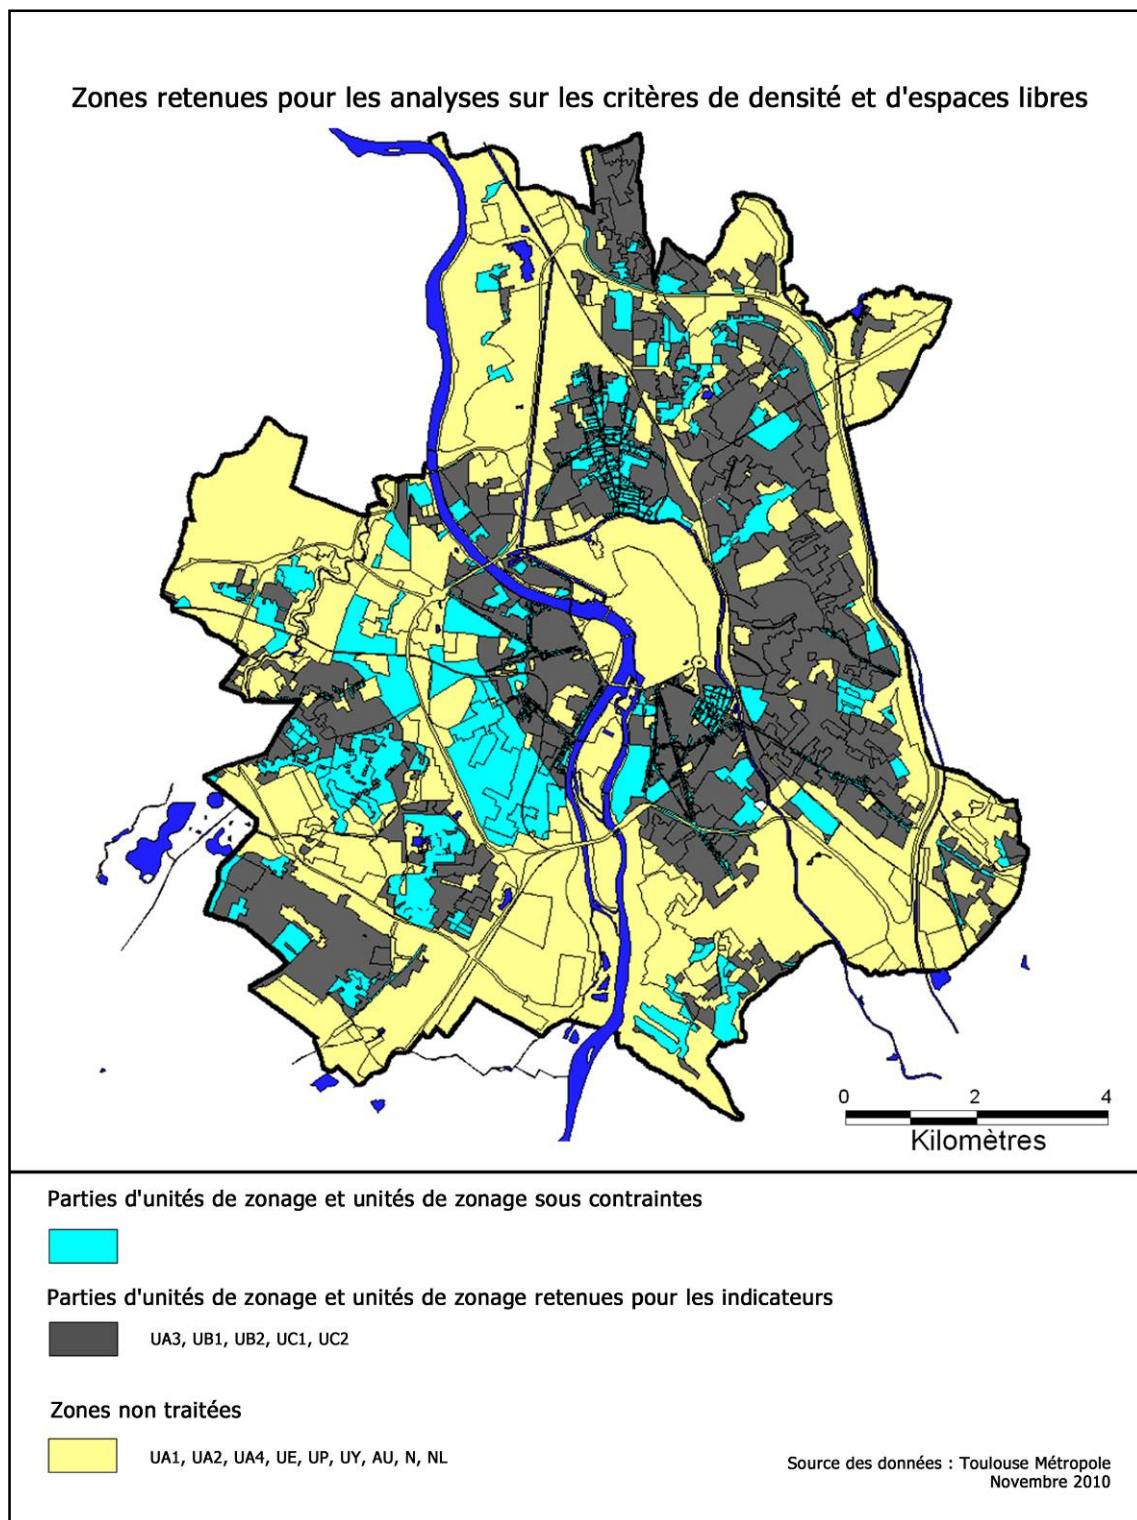 Zones retenues pour les analyses sur les critères de densité et d'espaces libres
0 2 4
Kilomètres
Parties d'unités de zonage et unités de zonage sous contraintes
Parties d'unités de zonage et unités de zonage retenues pour les indicateurs
UA3, UB1, UB2, UC1, UC2
Zones non traitées
UA1, UA2, UA4, UE, UP, UY, AU, N, NL
Source des données : Toulouse Métropole
Novembre 2010